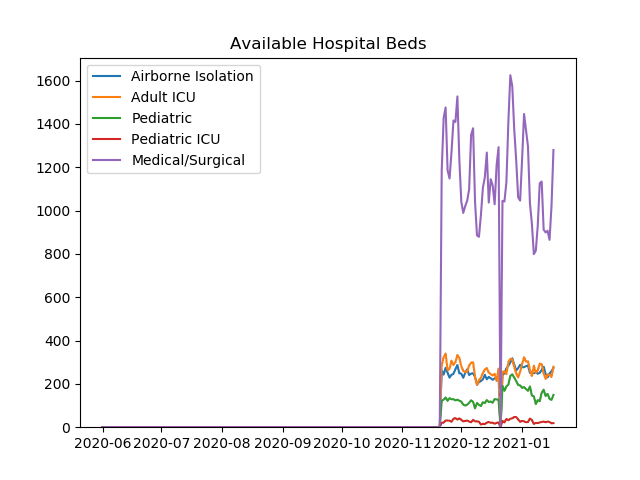 Available Hospital Beds
Airborne Isolation
Adult ICU
Pediatric
Pediatric ICU
Medical/Surgical
1600
1400
1200
1000
800
600
400
200
0
2020-06 2020-07 2020-08 2020-09 2020-10 2020-11 2020-12 2021-01